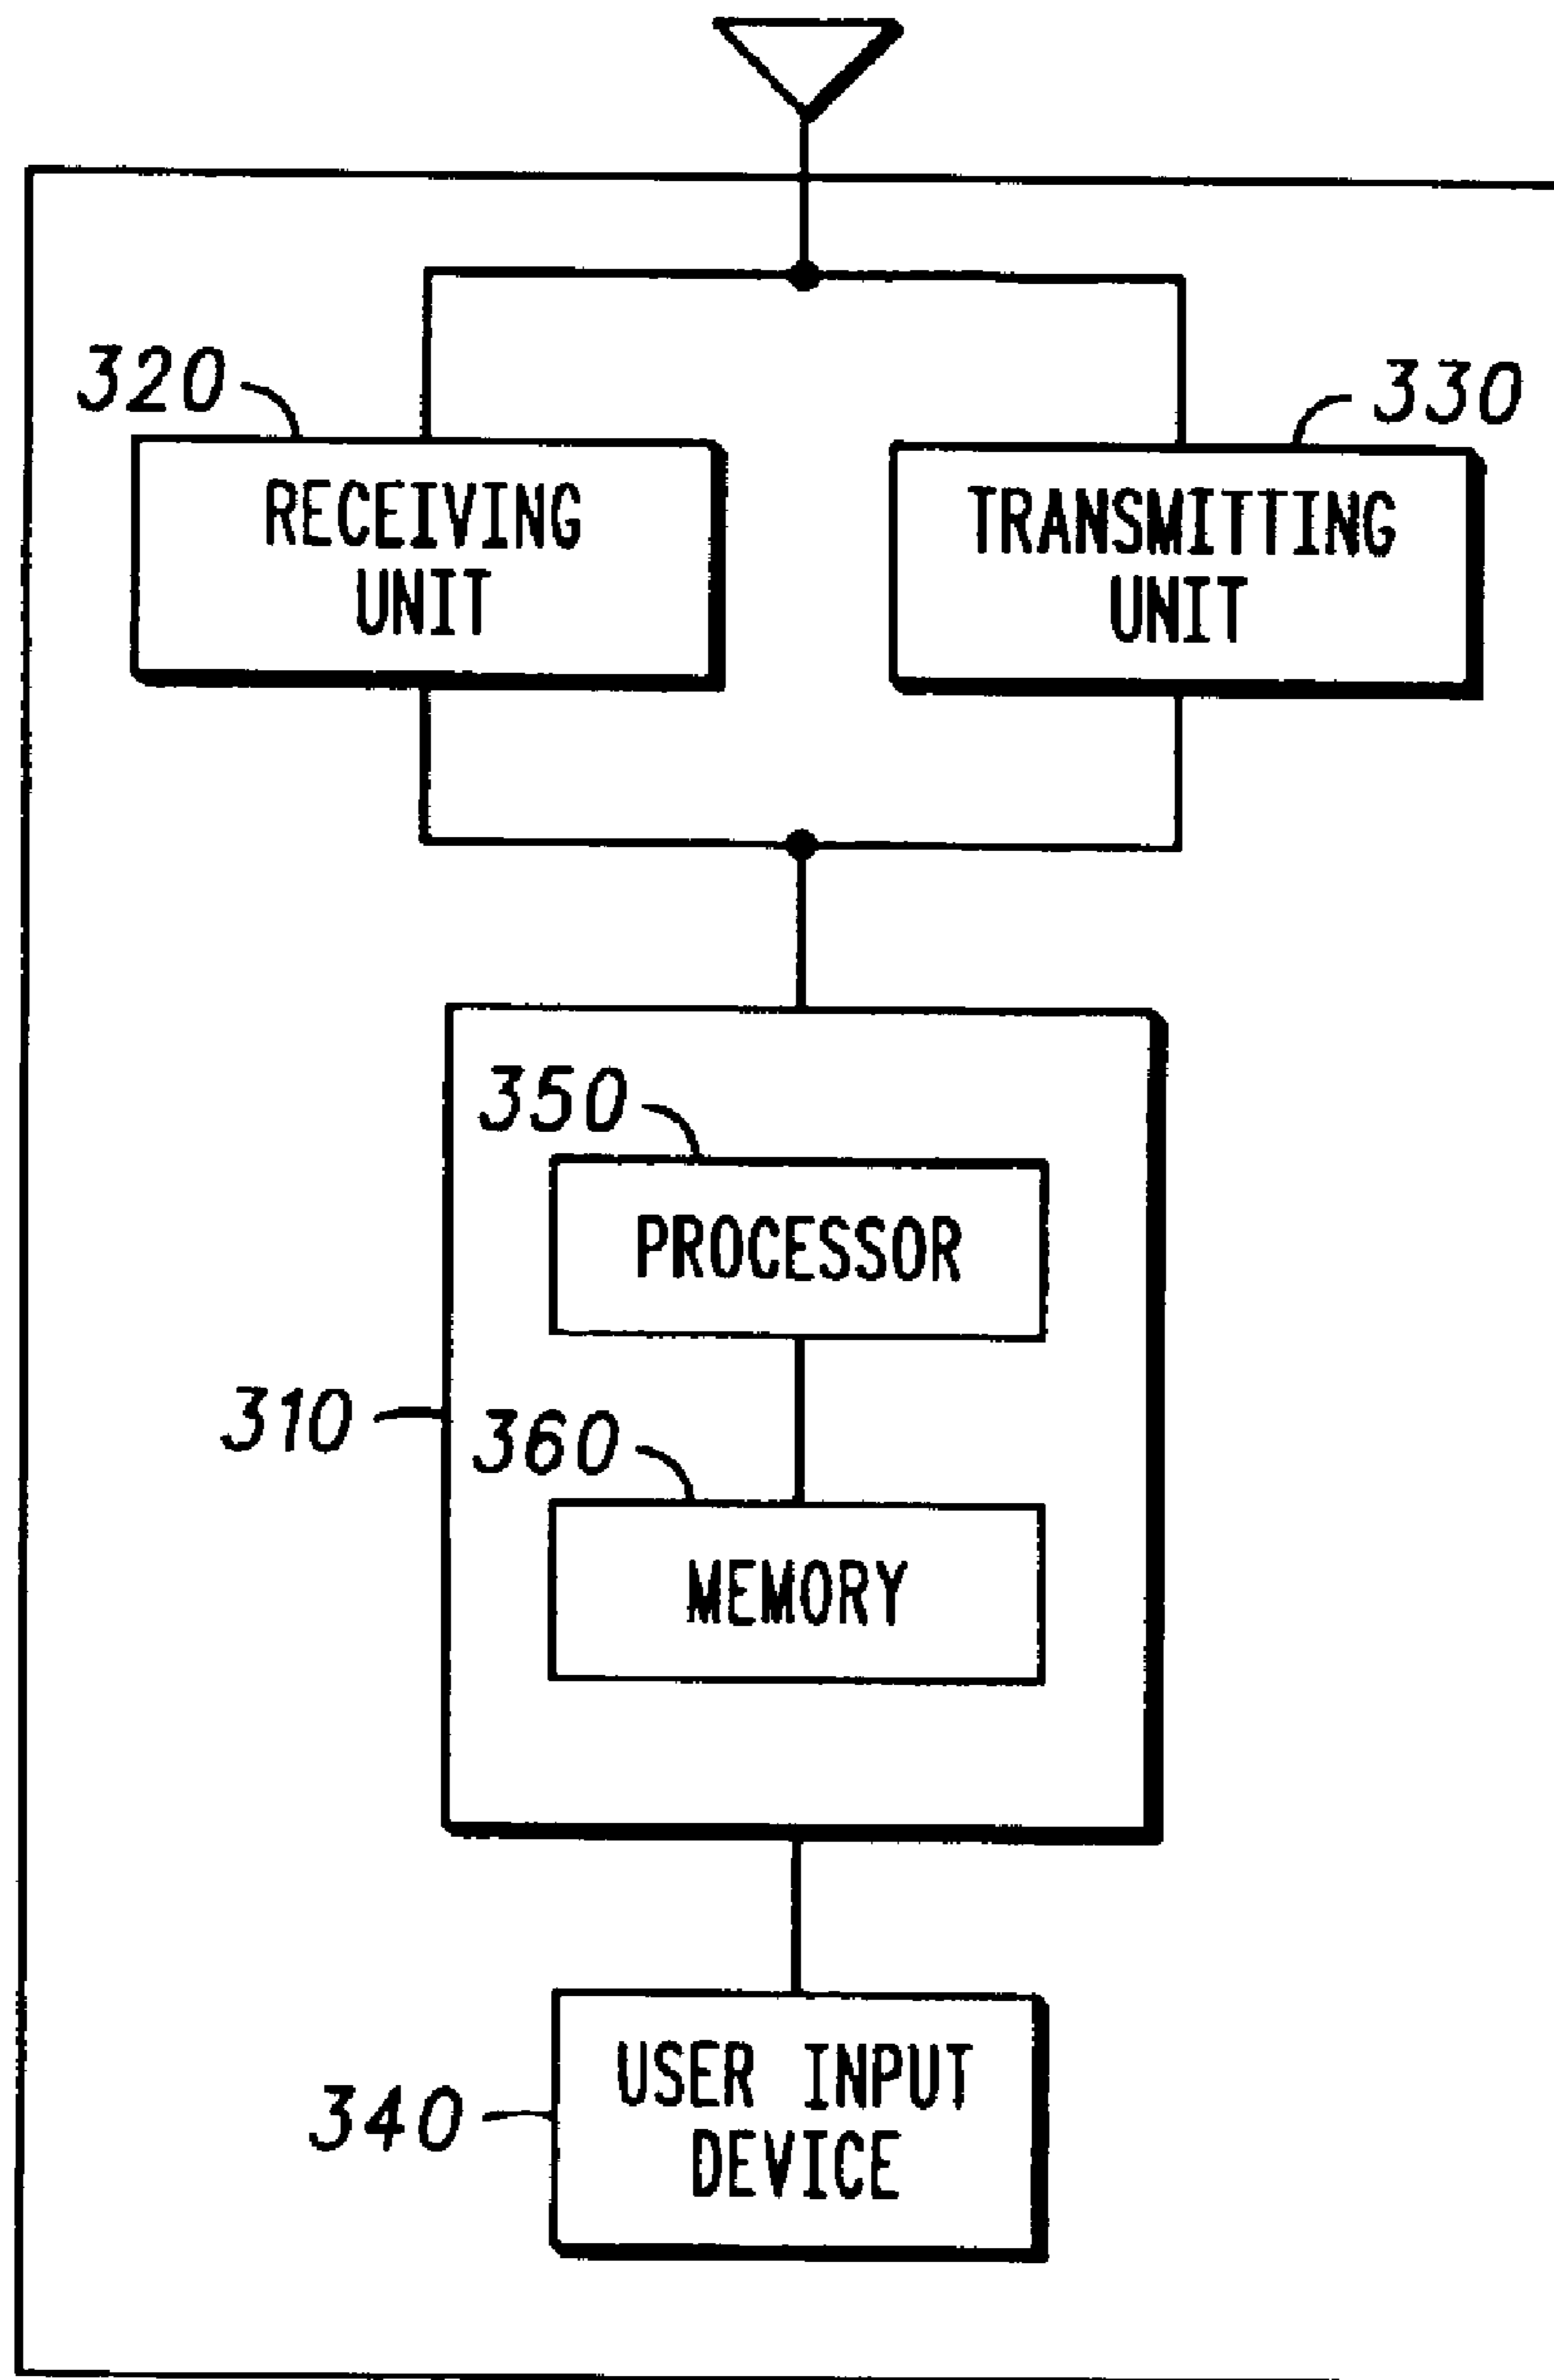 320
330
RECEIVING
UNIT
TRANSMITTING
UNIT
350
PROCESSOR
310
360
MEMORY
340
USER INPUT
DEVICE